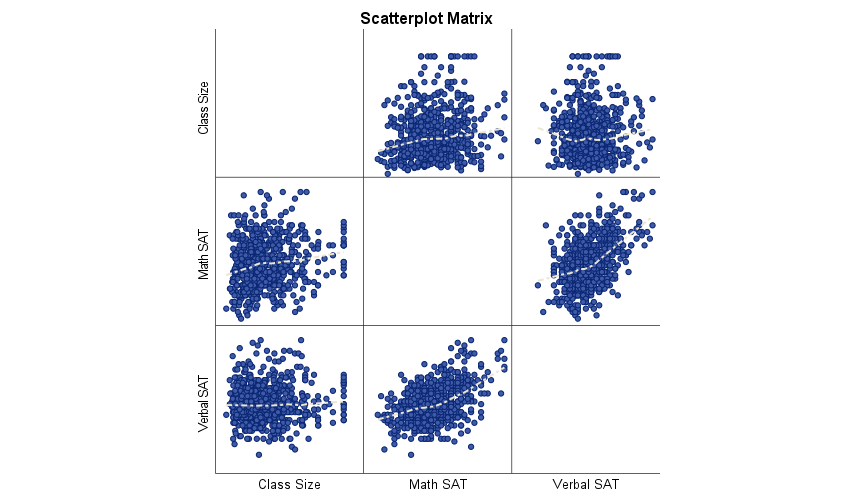 Scatterplot Matrix
Class Size
Math SAT
Verbal SAT
Class Size
Math SAT
Verbal SAT